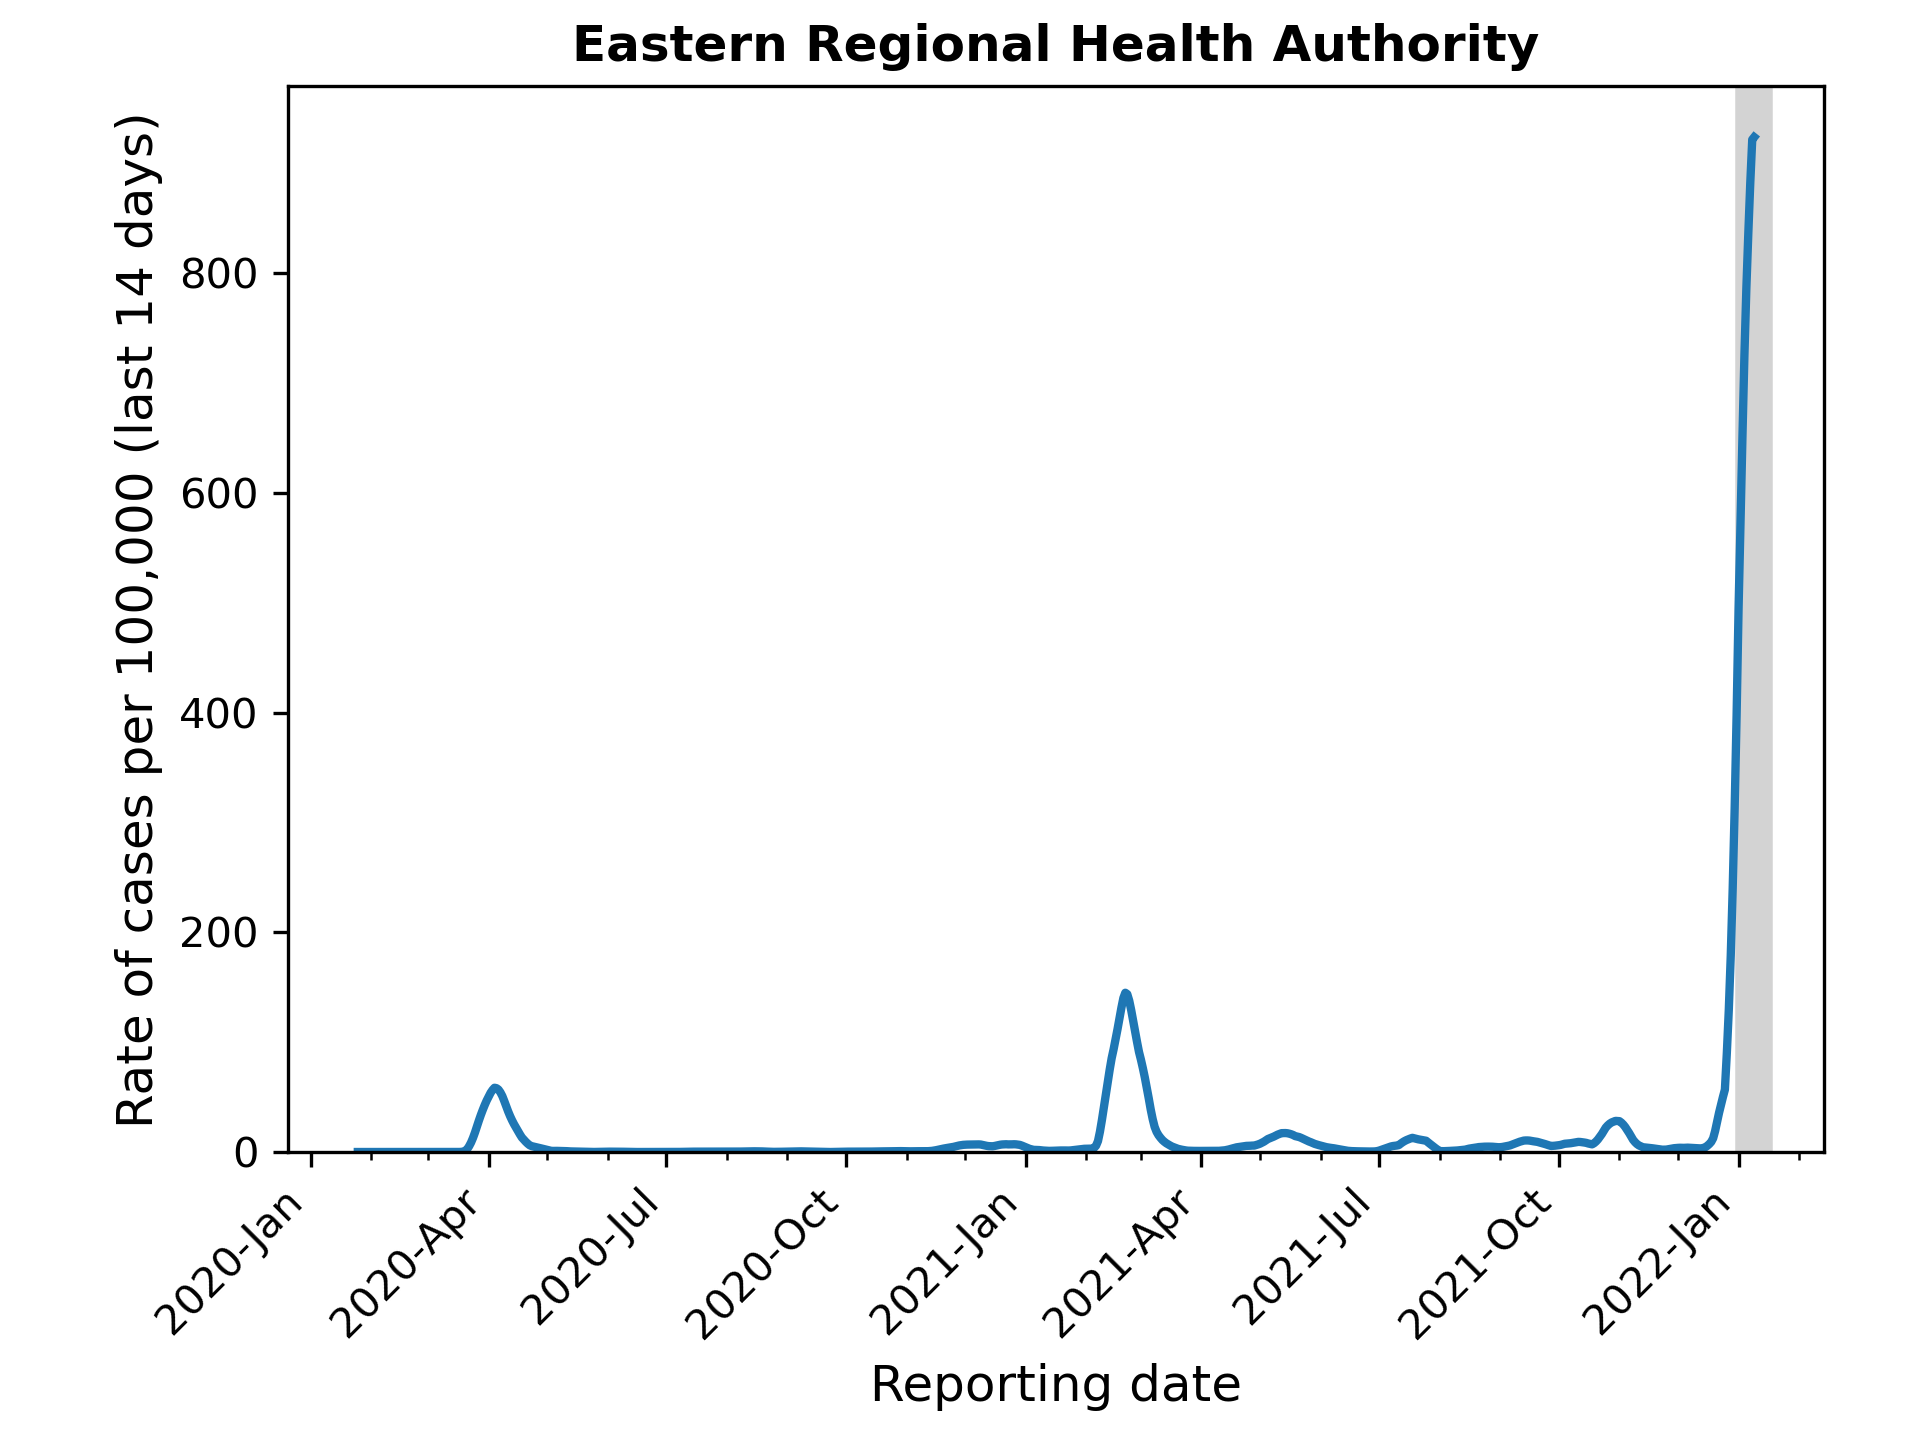 Eastern Regional Health Authority
Rate of cases per 100,000 (last 14 days)
800
600
400
200
0
2020-Jan
2020-Apr
2020-Jul
2020-Oct
2021-Jan
2021-Apr
2021-Jul
2021-Oct
2022-Jan
Reporting date